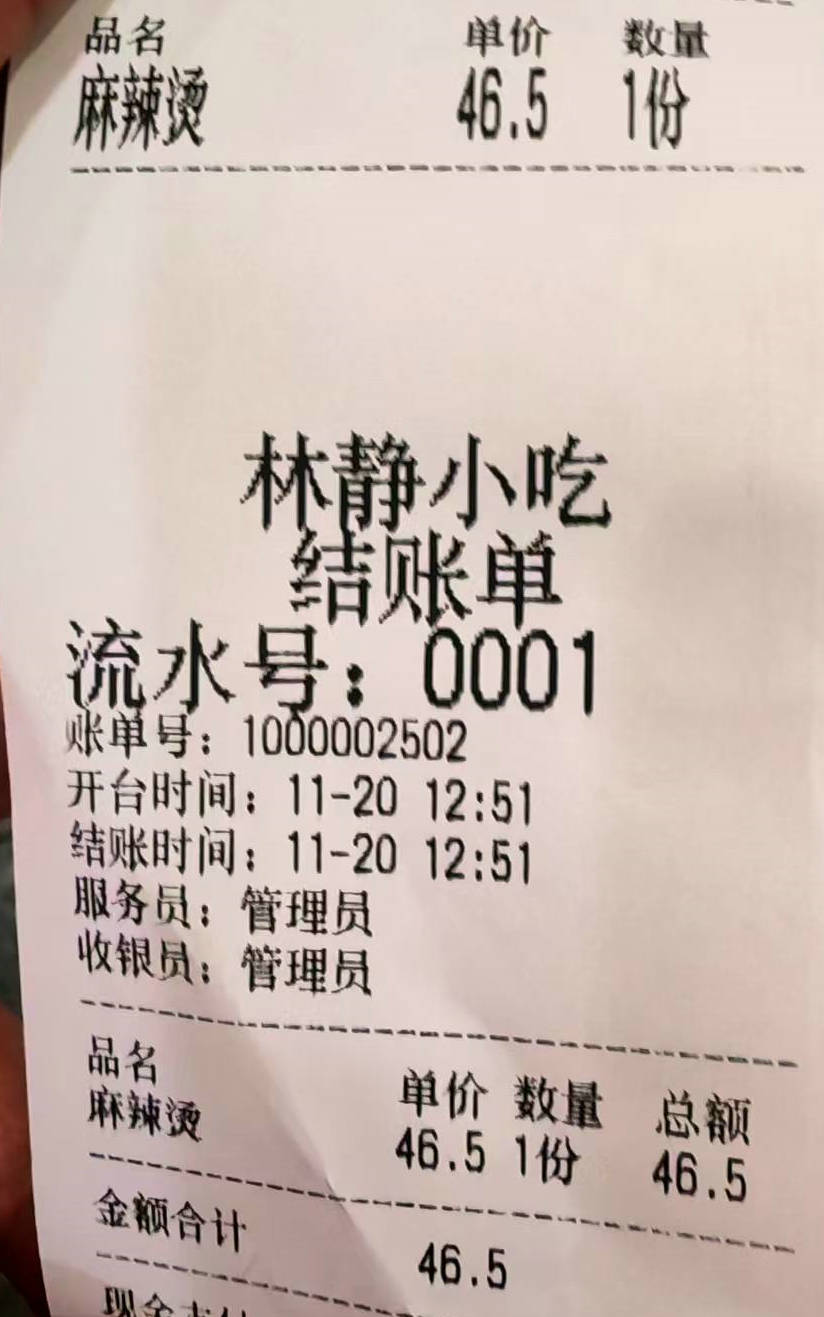 品名 单价 数量
麻辣烫 46.5 1份
林静小吃
结账单
流水号：0001
账单号：1000002502
开台时间：11-20 12:51
结账时间：11-20 12:51
服务员：管理员
收银员：管理员
品名 单价 数量 总额
麻辣烫 46.5 1份 46.5
金额合计 46.5
现金支付